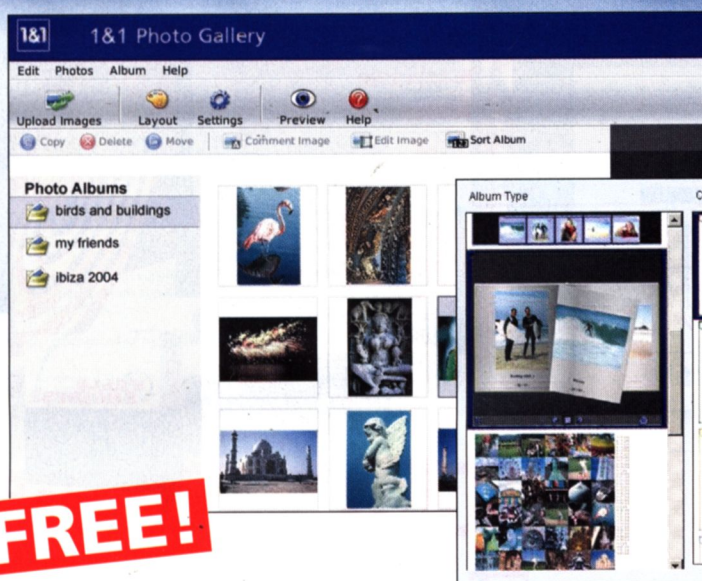 1&1 1&1 Photo Gallery
Edit Photos Album Help
Upload Images Layout Settings Preview Help
Copy Delete Move Comment Image Edit Image Sort Album
Photo Albums
birds and buildings
my friends
ibiza 2004
Album Type
FREE!